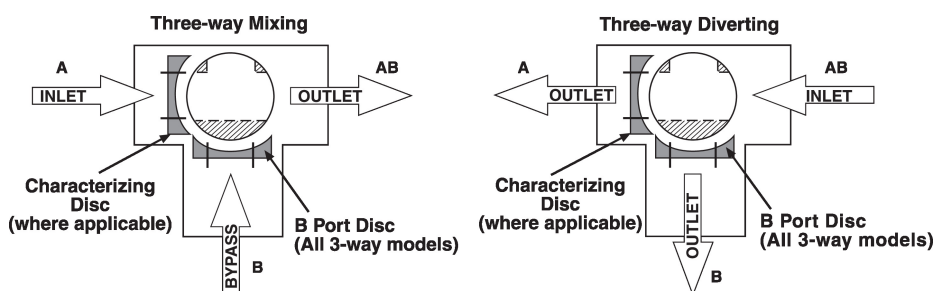 Three-way Mixing
A
INLET
AB
OUTLET
Characterizing
Disc
(where applicable)
BYPASS
B
B Port Disc
(All 3-way models)
Three-way Diverting
A
OUTLET
AB
INLET
Characterizing
Disc
(where applicable)
OUTLET
B
B Port Disc
(All 3-way models)